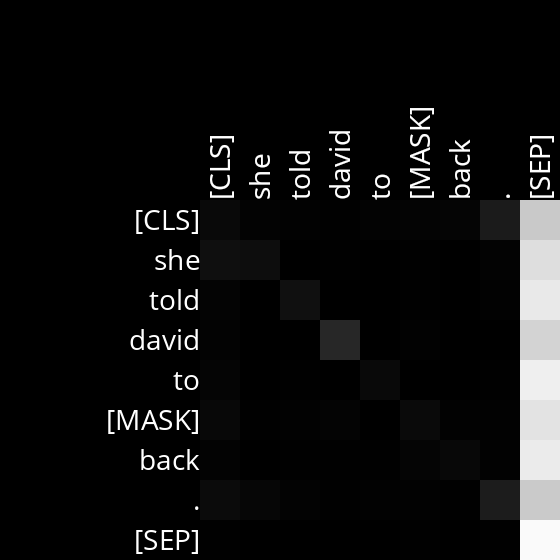 [CLS] she told david to [MASK] back . [SEP]
[CLS]
she
told
david
to
[MASK]
back
.
[SEP]